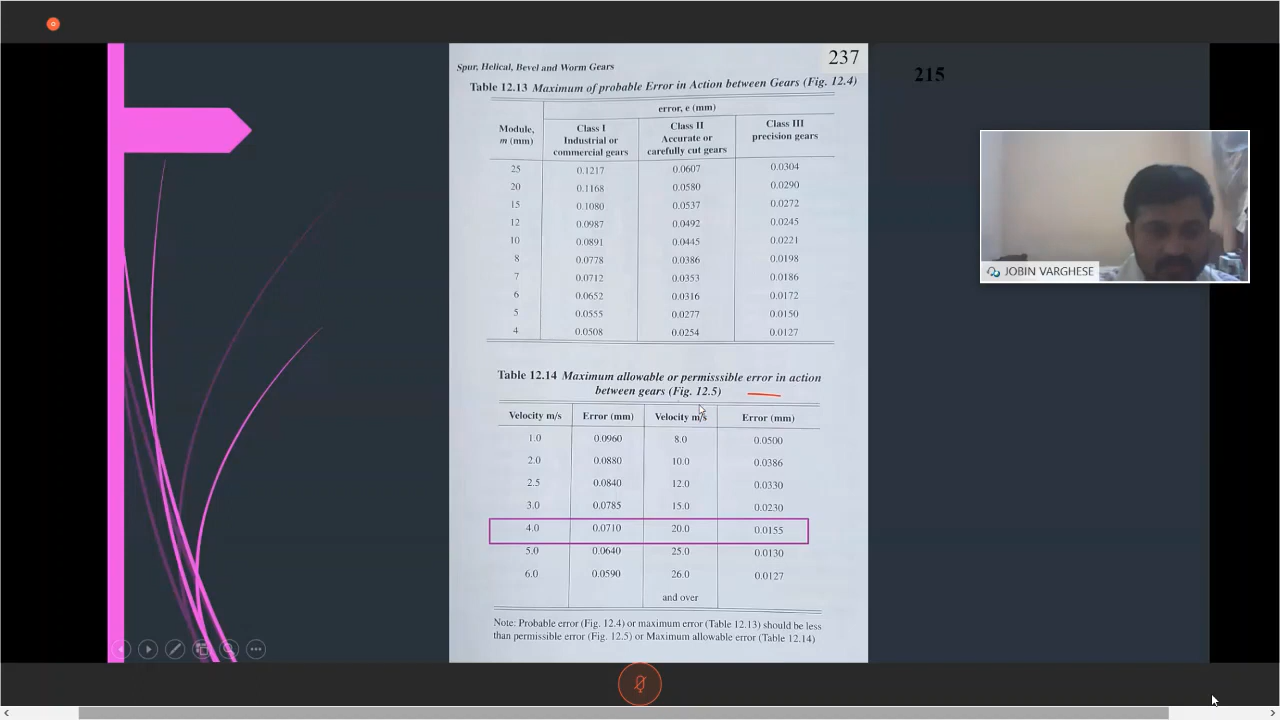 237
215
Spur, Helical, Bevel and Worm Gears
Table 12.13 Maximum of probable Error in Action between Gears (Fig. 12.4)
error, e (mm)
Module, m (mm) Class I Industrial or commercial gears Class II Accurate or carefully cut gears Class III precision gears
25 0.1217 0.0607 0.0304
20 0.1168 0.0580 0.0290
15 0.1080 0.0537 0.0272
12 0.0987 0.0492 0.0245
10 0.0891 0.0445 0.0221
8 0.0778 0.0386 0.0198
7 0.0712 0.0353 0.0186
6 0.0652 0.0316 0.0172
5 0.0555 0.0277 0.0150
4 0.0508 0.0254 0.0127
JOBIN VARGHESE
Table 12.14 Maximum allowable or permisssible error in action
between gears (Fig. 12.5)
Velocity m/s Error (mm) Velocity m/s Error (mm)
1.0 0.0960 8.0 0.0500
2.0 0.0880 10.0 0.0386
2.5 0.0840 12.0 0.0330
3.0 0.0785 15.0 0.0230
4.0 0.0710 20.0 0.0155
5.0 0.0640 25.0 0.0130
6.0 0.0590 26.0 0.0127
and over
Note: Probable error (Fig. 12.4) or maximum error (Table 12.13) should be less
than permissible error (Fig. 12.5) or Maximum allowable error (Table 12.14)